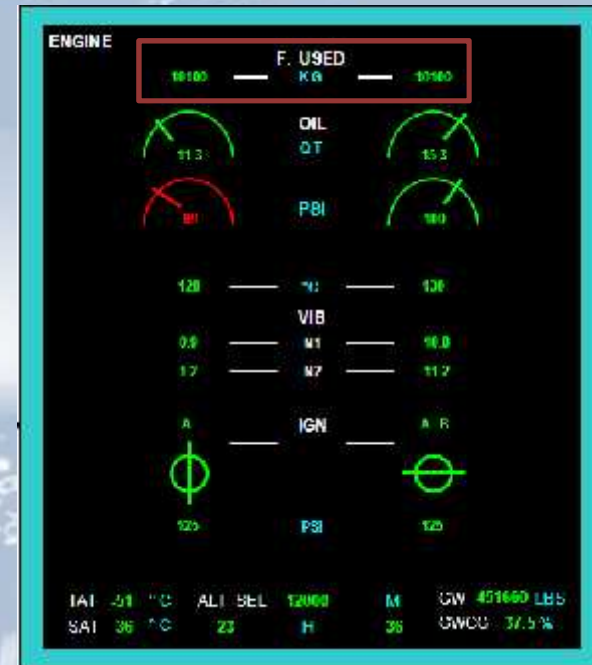 ENGINE
F. USED
10100 KG 10100
OIL
11.3 QT 15.3
80 PSI 100
120 °C 130
VIB
0.9 N1 10.0
1.2 N2 11.2
A IGN A B
125 PSI 125
TAT -51 °C ALT SEL 12000 M GW 451660 LBS
SAT 36 °C 23 H 36 GWCG 37.5 %